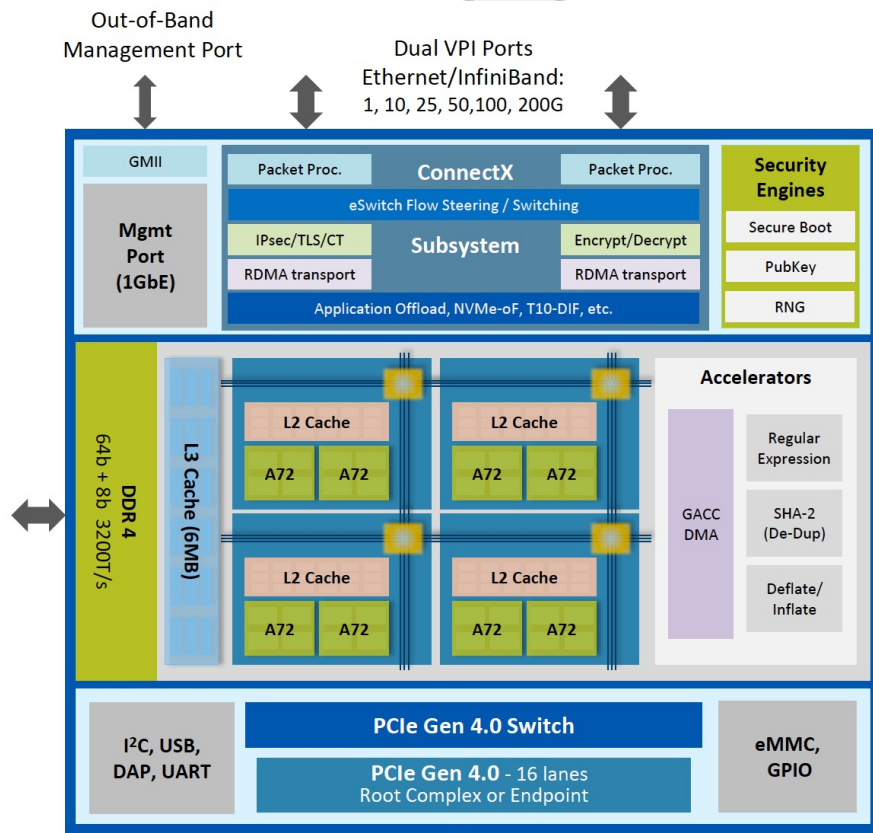 Out-of-Band
Management Port
Dual VPI Ports
Ethernet/InfiniBand:
1, 10, 25, 50,100, 200G
GMII
Mgmt
Port
(1GbE)
Packet Proc.
ConnectX
Packet Proc.
eSwitch Flow Steering / Switching
IPsec/TLS/CT
Subsystem
Encrypt/Decrypt
RDMA transport
RDMA transport
Application Offload, NVMe-oF, T10-DIF, etc.
Security
Engines
Secure Boot
PubKey
RNG
DDR 4
64b + 8b 3200T/s
L3 Cache (6MB)
L2 Cache
A72
A72
L2 Cache
A72
A72
L2 Cache
A72
A72
L2 Cache
A72
A72
Accelerators
GACC
DMA
Regular
Expression
SHA-2
(De-Dup)
Deflate/
Inflate
I²C, USB,
DAP, UART
PCIe Gen 4.0 Switch
PCIe Gen 4.0 - 16 lanes
Root Complex or Endpoint
eMMC,
GPIO